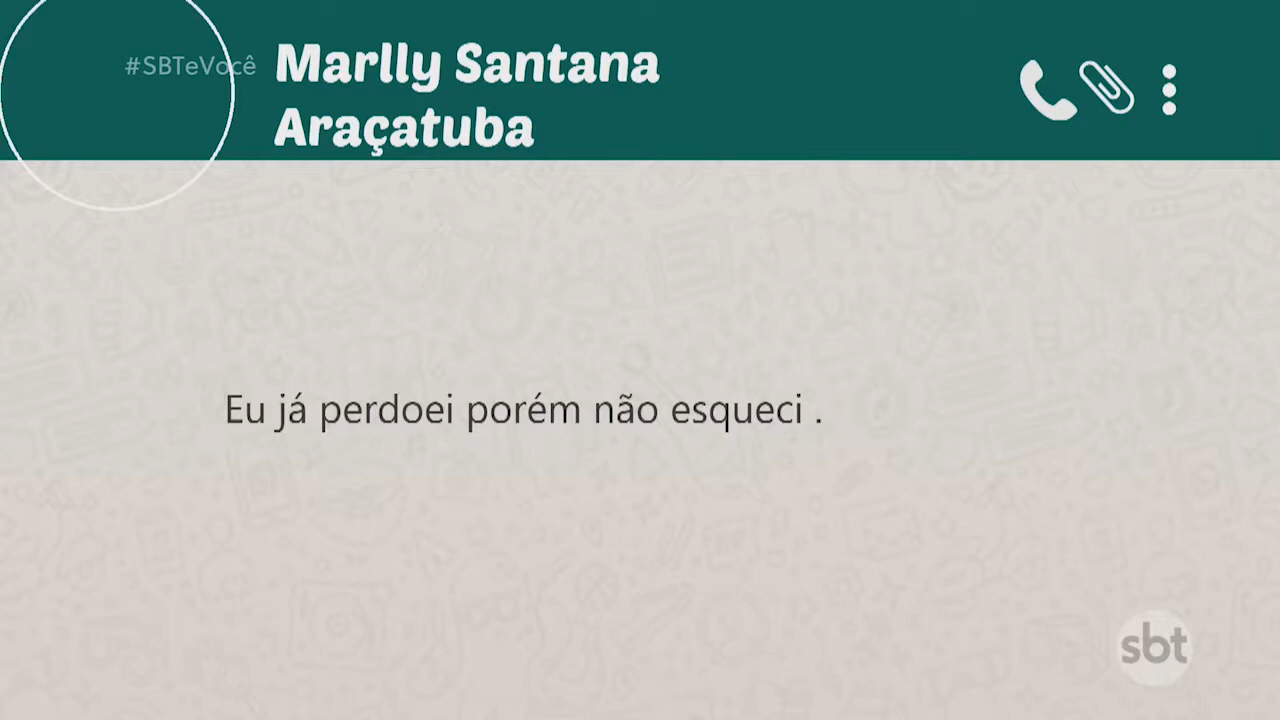 #SBTeVocê
Marlly Santana
Araçatuba
Eu já perdoei porém não esqueci .
sbt